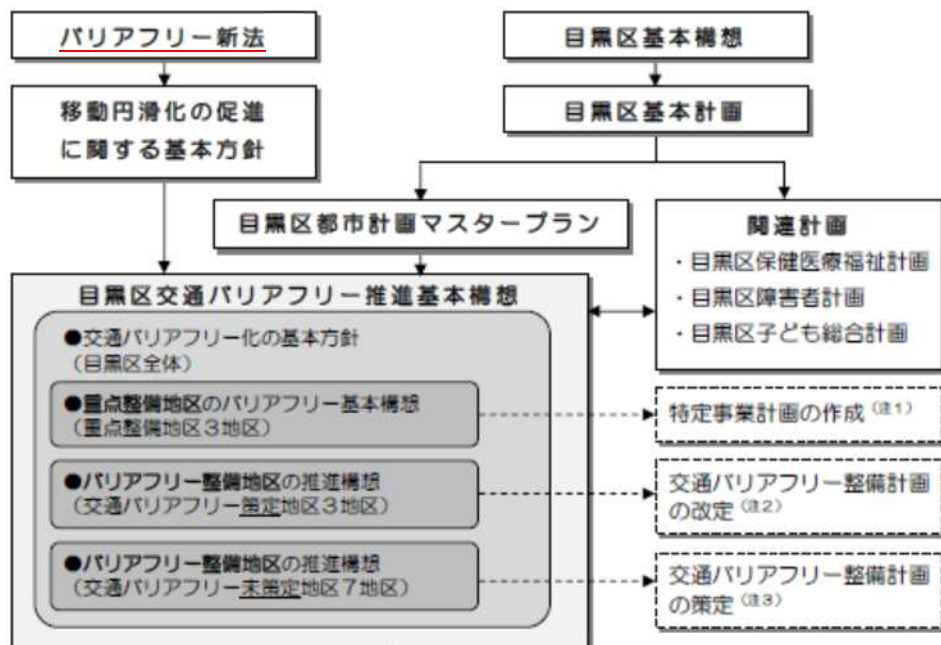 バリアフリー新法
目黒区基本構想
移動円滑化の促進
に関する基本方針
目黒区基本計画
目黒区都市計画マスタープラン
関連計画
・目黒区保健医療福祉計画
・目黒区障害者計画
・目黒区子ども総合計画
目黒区交通バリアフリー推進基本構想
●交通バリアフリー化の基本方針
（目黒区全体）
●重点整備地区のバリアフリー基本構想
（重点整備地区３地区）
特定事業計画の作成（注１）
●バリアフリー整備地区の推進構想
（交通バリアフリー策定地区３地区）
交通バリアフリー整備計画
の改定（注２）
●バリアフリー整備地区の推進構想
（交通バリアフリー未策定地区７地区）
交通バリアフリー整備計画
の策定（注３）